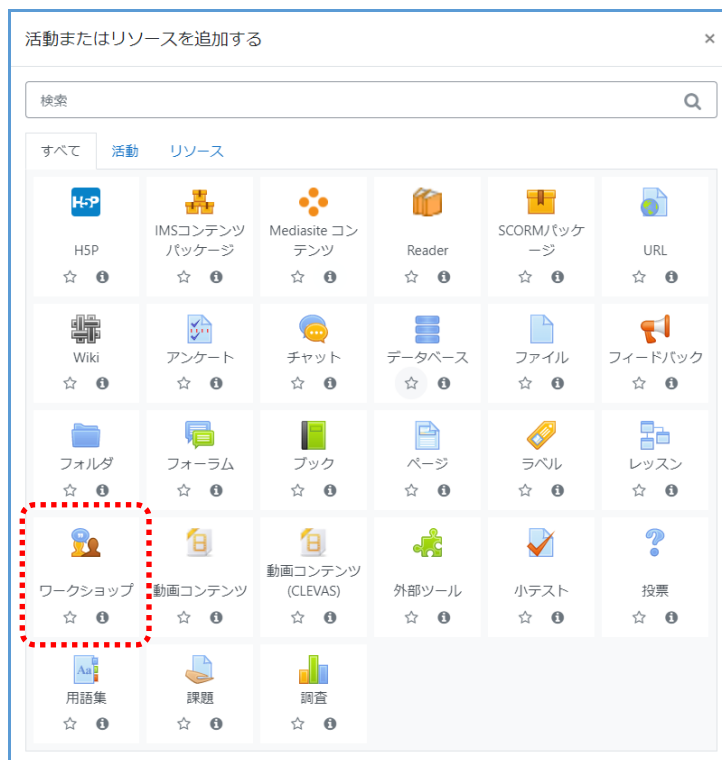 活動またはリソースを追加する ×
検索
すべて 活動 リソース
H5P
H5P
IMSコンテンツ
パッケージ
Mediasite コン
テンツ
Reader
SCORMパッケ
ージ
URL
Wiki
アンケート
チャット
データベース
ファイル
フィードバック
フォルダ
フォーラム
ブック
ページ
ラベル
レッスン
ワークショップ
動画コンテンツ
動画コンテンツ
(CLEVAS)
外部ツール
小テスト
?
投票
Aa
用語集
課題
調査